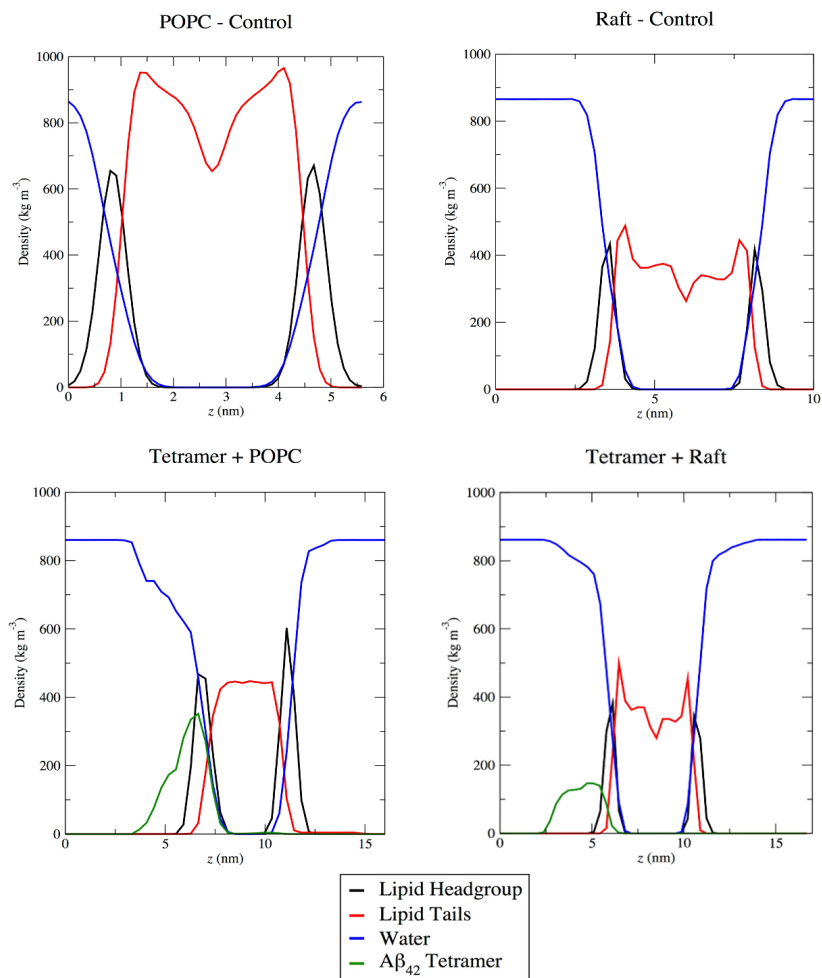 POPC - Control
Density (kg m⁻³)
1000
800
600
400
200
0
0 1 2 3 4 5 6
z (nm)
Raft - Control
Density (kg m⁻³)
1000
800
600
400
200
0
0 5 10
z (nm)
Tetramer + POPC
Density (kg m⁻³)
1000
800
600
400
200
0
0 5 10 15
z (nm)
Tetramer + Raft
Density (kg m⁻³)
1000
800
600
400
200
0
0 5 10 15
z (nm)
Lipid Headgroup
Lipid Tails
Water
Aβ₄₂ Tetramer